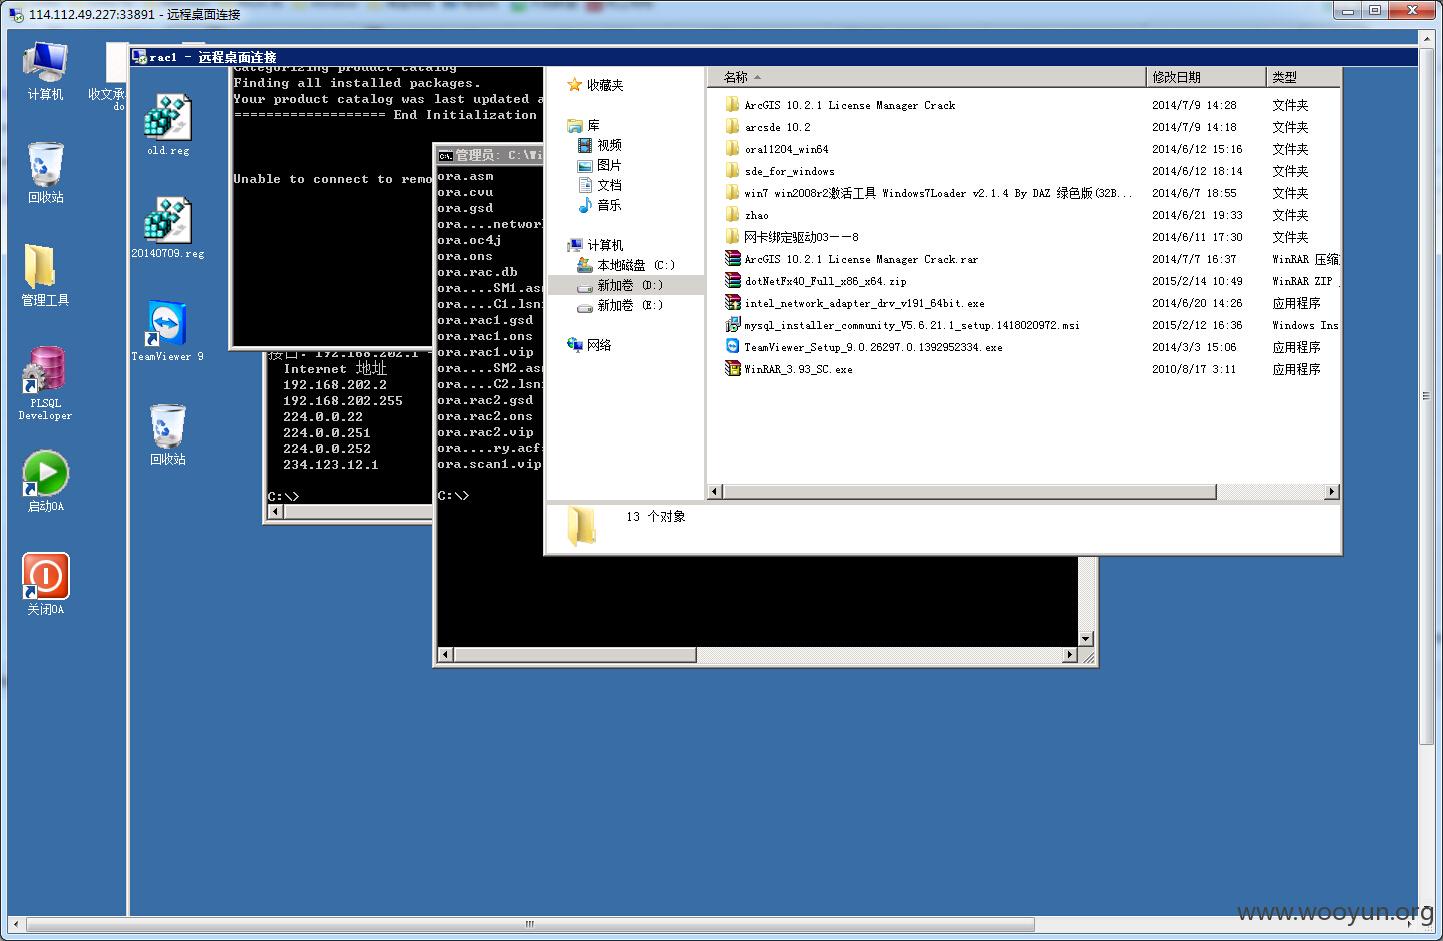 114.112.49.227:33891 - 远程桌面连接
计算机
收文承
do
回收站
管理工具
PLSQL
Developer
启动OA
关闭OA
rac1 - 远程桌面连接
old.reg
20140709.reg
TeamViewer 9
回收站
Categorizing product catalog
Finding all installed packages.
Your product catalog was last updated a
=================== End Initialization
Unable to connect to remo
接口: 192.168.202.1
Internet 地址
192.168.202.2
192.168.202.255
224.0.0.22
224.0.0.251
224.0.0.252
234.123.12.1
C:\>
管理员: C:\Wi
ora.asm
ora.cvu
ora.gsd
ora....networ
ora.oc4j
ora.ons
ora.rac.db
ora....SM1.as
ora....C1.lsn
ora.rac1.gsd
ora.rac1.ons
ora.rac1.vip
ora....SM2.as
ora....C2.lsn
ora.rac2.gsd
ora.rac2.ons
ora.rac2.vip
ora....ry.acf
ora.scan1.vip
C:\>
收藏夹
库
视频
图片
文档
音乐
计算机
本地磁盘 (C:)
新加卷 (D:)
新加卷 (E:)
网络
名称 修改日期 类型
ArcGIS 10.2.1 License Manager Crack 2014/7/9 14:28 文件夹
arcsde 10.2 2014/7/9 14:18 文件夹
ora11204_win64 2014/6/12 15:16 文件夹
sde_for_windows 2014/6/12 18:14 文件夹
win7 win2008r2激活工具 Windows7Loader v2.1.4 By DAZ 绿色版(32B... 2014/6/7 18:55 文件夹
zhao 2014/6/21 19:33 文件夹
网卡绑定驱动03——8 2014/6/11 17:30 文件夹
ArcGIS 10.2.1 License Manager Crack.rar 2014/7/7 16:37 WinRAR 压缩
dotNetFx40_Full_x86_x64.zip 2015/2/14 10:49 WinRAR ZIP
intel_network_adapter_drv_v191_64bit.exe 2014/6/20 14:26 应用程序
mysql_installer_community_V5.6.21.1_setup.1418020972.msi 2015/2/12 16:36 Windows Ins
TeamViewer_Setup_9.0.26297.0.1392952334.exe 2014/3/3 15:06 应用程序
WinRAR_3.93_SC.exe 2010/8/17 3:11 应用程序
13 个对象
www.wooyun.org